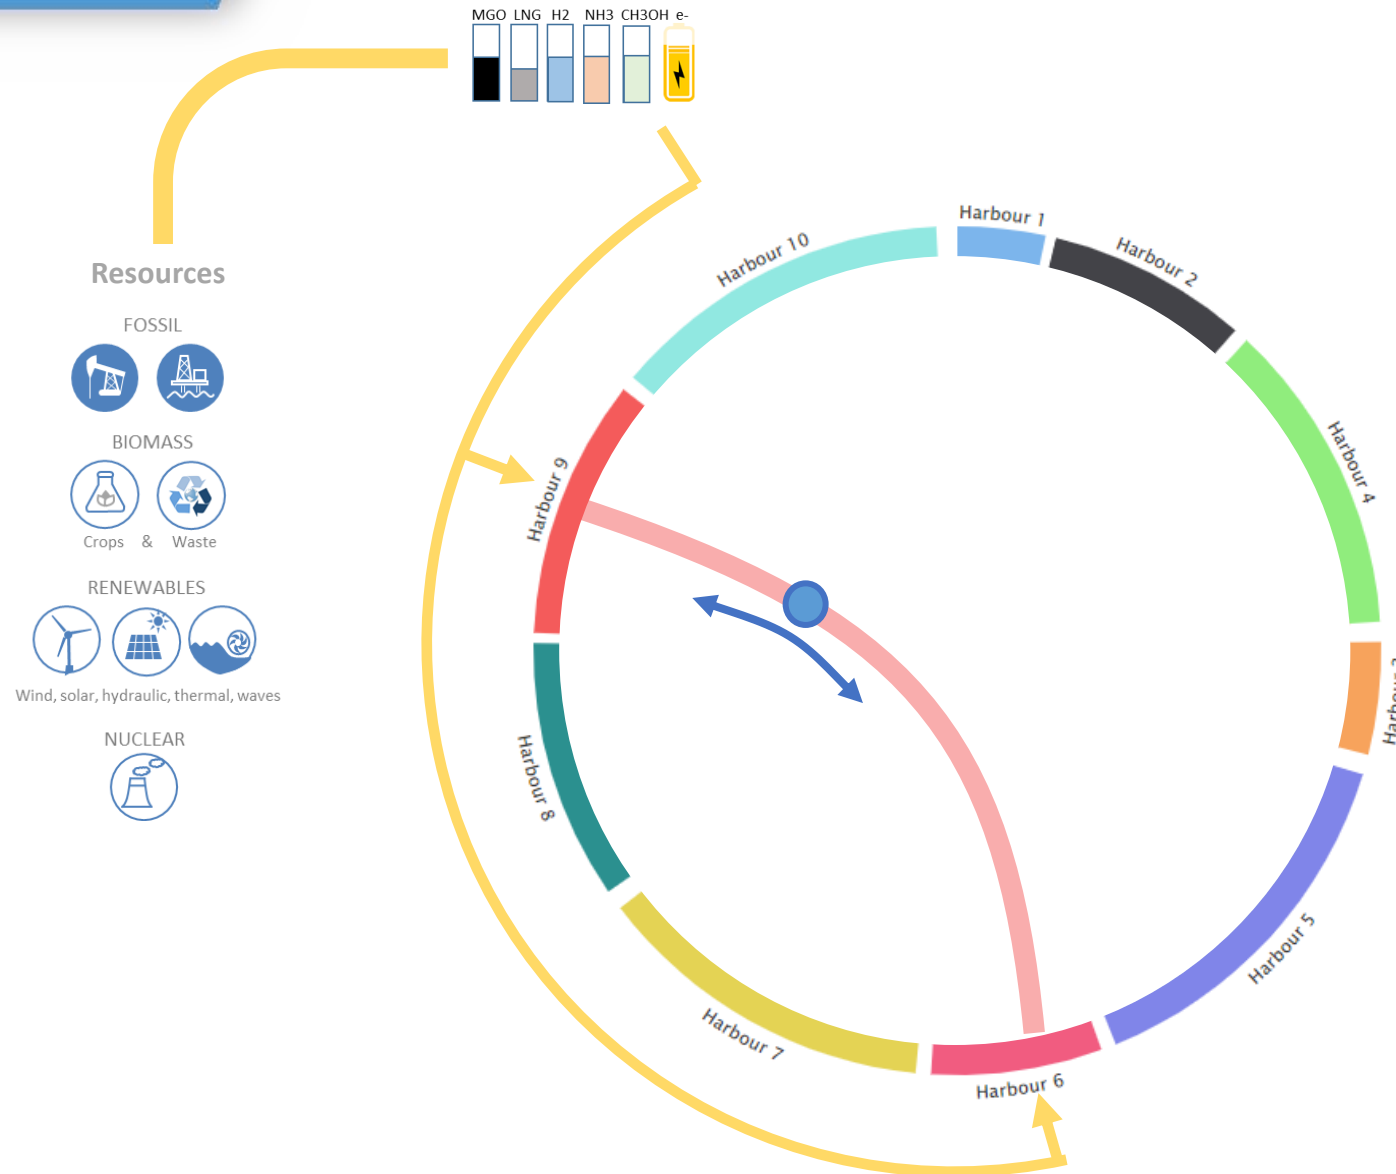 MGO LNG H2 NH3 CH3OH e-
Resources
FOSSIL
BIOMASS
Crops & Waste
RENEWABLES
Wind, solar, hydraulic, thermal, waves
NUCLEAR
Harbour 1
Harbour 2
Harbour 4
Harbour 5
Harbour 6
Harbour 7
Harbour 8
Harbour 9
Harbour 10